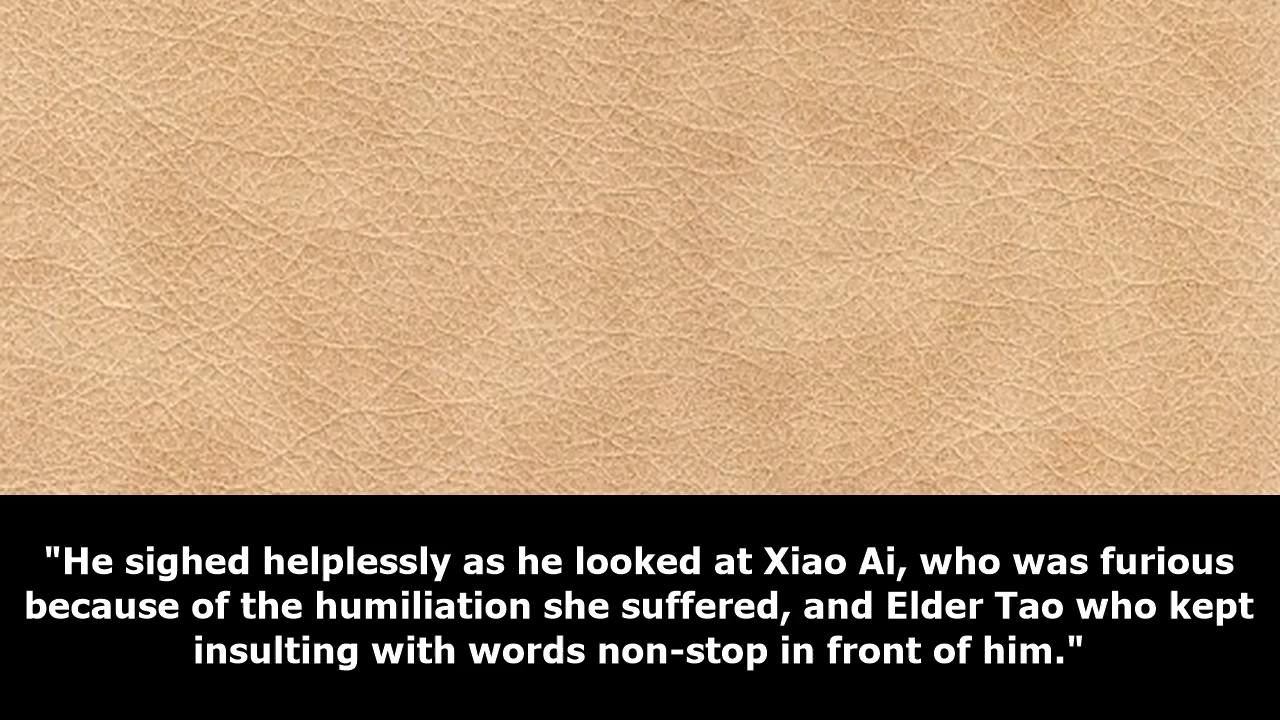 "He sighed helplessly as he looked at Xiao Ai, who was furious
because of the humiliation she suffered, and Elder Tao who kept
insulting with words non-stop in front of him."